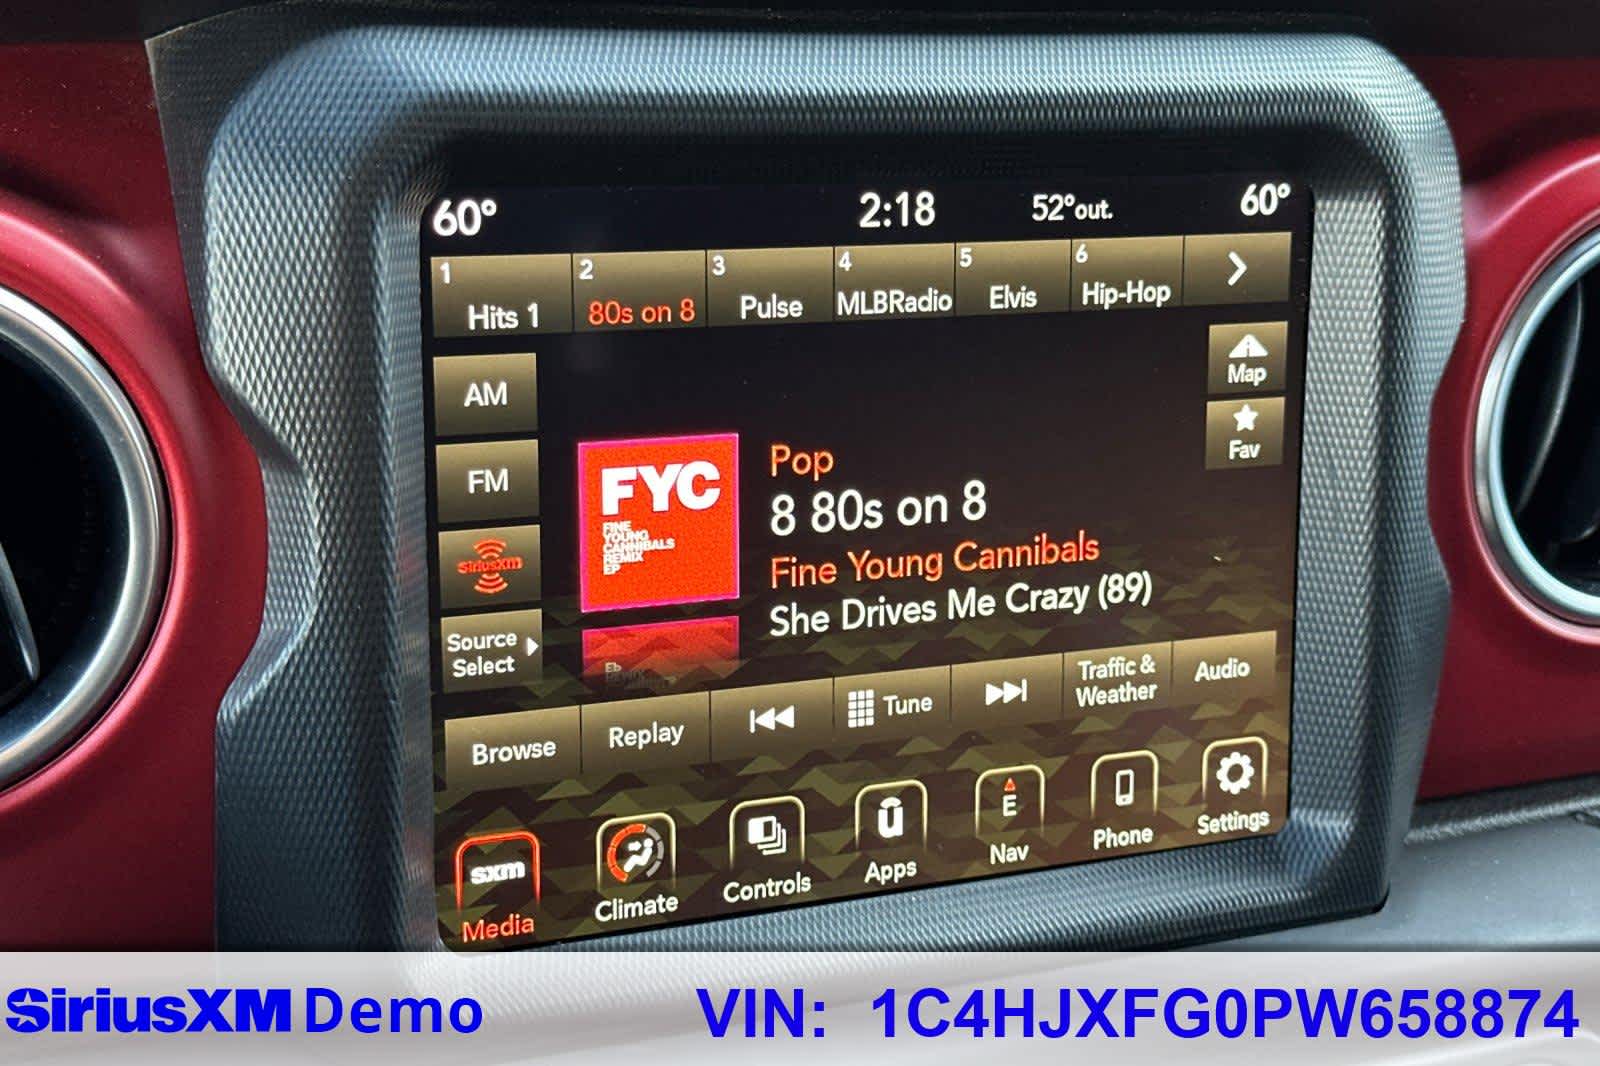 60° 2:18 52°out. 60°
1 2 3 4 5 6
Hits 1 80s on 8 Pulse MLBRadio Elvis Hip-Hop
AM
FM
SiriusXM
Source
Select
Map
Fav
FYC
FINE
YOUNG
CANNIBALS
REMIX
EP
Pop
8 80s on 8
Fine Young Cannibals
She Drives Me Crazy (89)
Browse Replay Tune Traffic &
Weather Audio
sxm
Media
Climate
Controls
u
Apps
E
Nav
Phone
Settings
SiriusXM Demo VIN: 1C4HJXFG0PW658874